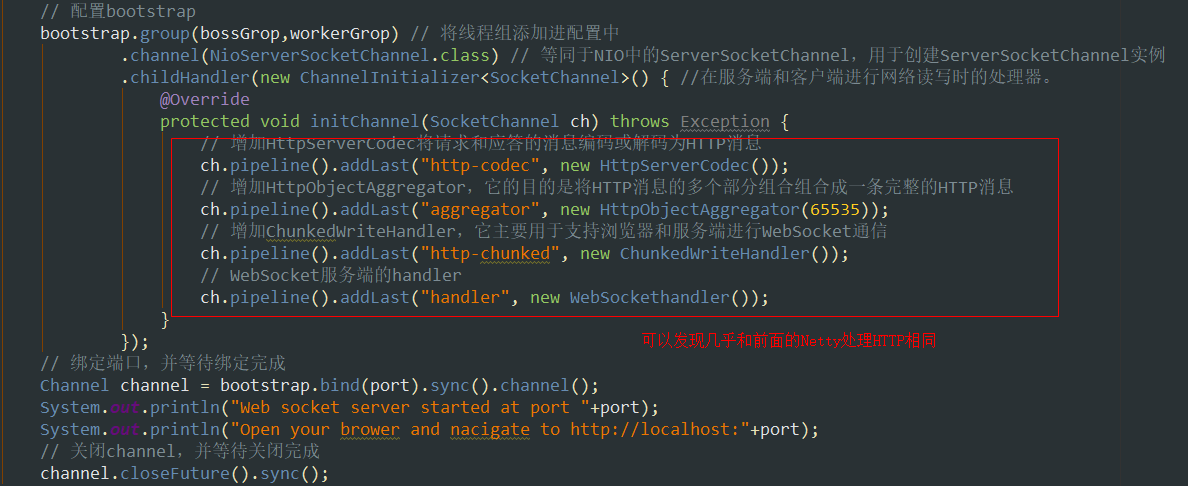 // 配置bootstrap
bootstrap.group(bossGrop,workerGrop) // 将线程组添加进配置中
.channel(NioServerSocketChannel.class) // 等同于NIO中的ServerSocketChannel，用于创建ServerSocketChannel实例
.childHandler(new ChannelInitializer<SocketChannel>() { //在服务端和客户端进行网络读写时的处理器。
@Override
protected void initChannel(SocketChannel ch) throws Exception {
// 增加HttpServerCodec将请求和应答的消息编码或解码为HTTP消息
ch.pipeline().addLast("http-codec", new HttpServerCodec());
// 增加HttpObjectAggregator，它的目的是将HTTP消息的多个部分组合组合成一条完整的HTTP消息
ch.pipeline().addLast("aggregator", new HttpObjectAggregator(65535));
// 增加ChunkedWriteHandler，它主要用于支持浏览器和服务端进行WebSocket通信
ch.pipeline().addLast("http-chunked", new ChunkedWriteHandler());
// WebSocket服务端的handler
ch.pipeline().addLast("handler", new WebSockethandler());
}
可以发现几乎和前面的Netty处理HTTP相同
});
// 绑定端口，并等待绑定完成
Channel channel = bootstrap.bind(port).sync().channel();
System.out.println("Web socket server started at port "+port);
System.out.println("Open your brower and nacigate to http://localhost:"+port);
// 关闭channel，并等待关闭完成
channel.closeFuture().sync();